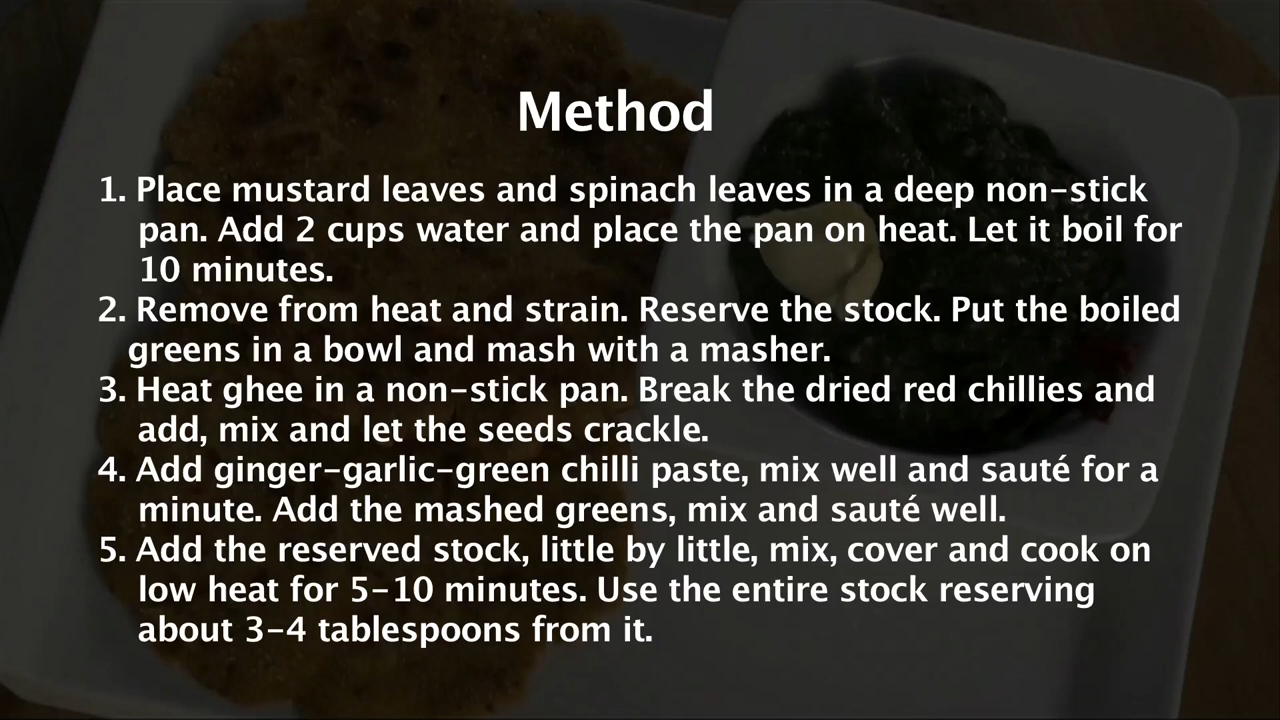 Method
1. Place mustard leaves and spinach leaves in a deep non-stick
pan. Add 2 cups water and place the pan on heat. Let it boil for
10 minutes.
2. Remove from heat and strain. Reserve the stock. Put the boiled
greens in a bowl and mash with a masher.
3. Heat ghee in a non-stick pan. Break the dried red chillies and
add, mix and let the seeds crackle.
4. Add ginger-garlic-green chilli paste, mix well and sauté for a
minute. Add the mashed greens, mix and sauté well.
5. Add the reserved stock, little by little, mix, cover and cook on
low heat for 5-10 minutes. Use the entire stock reserving
about 3-4 tablespoons from it.